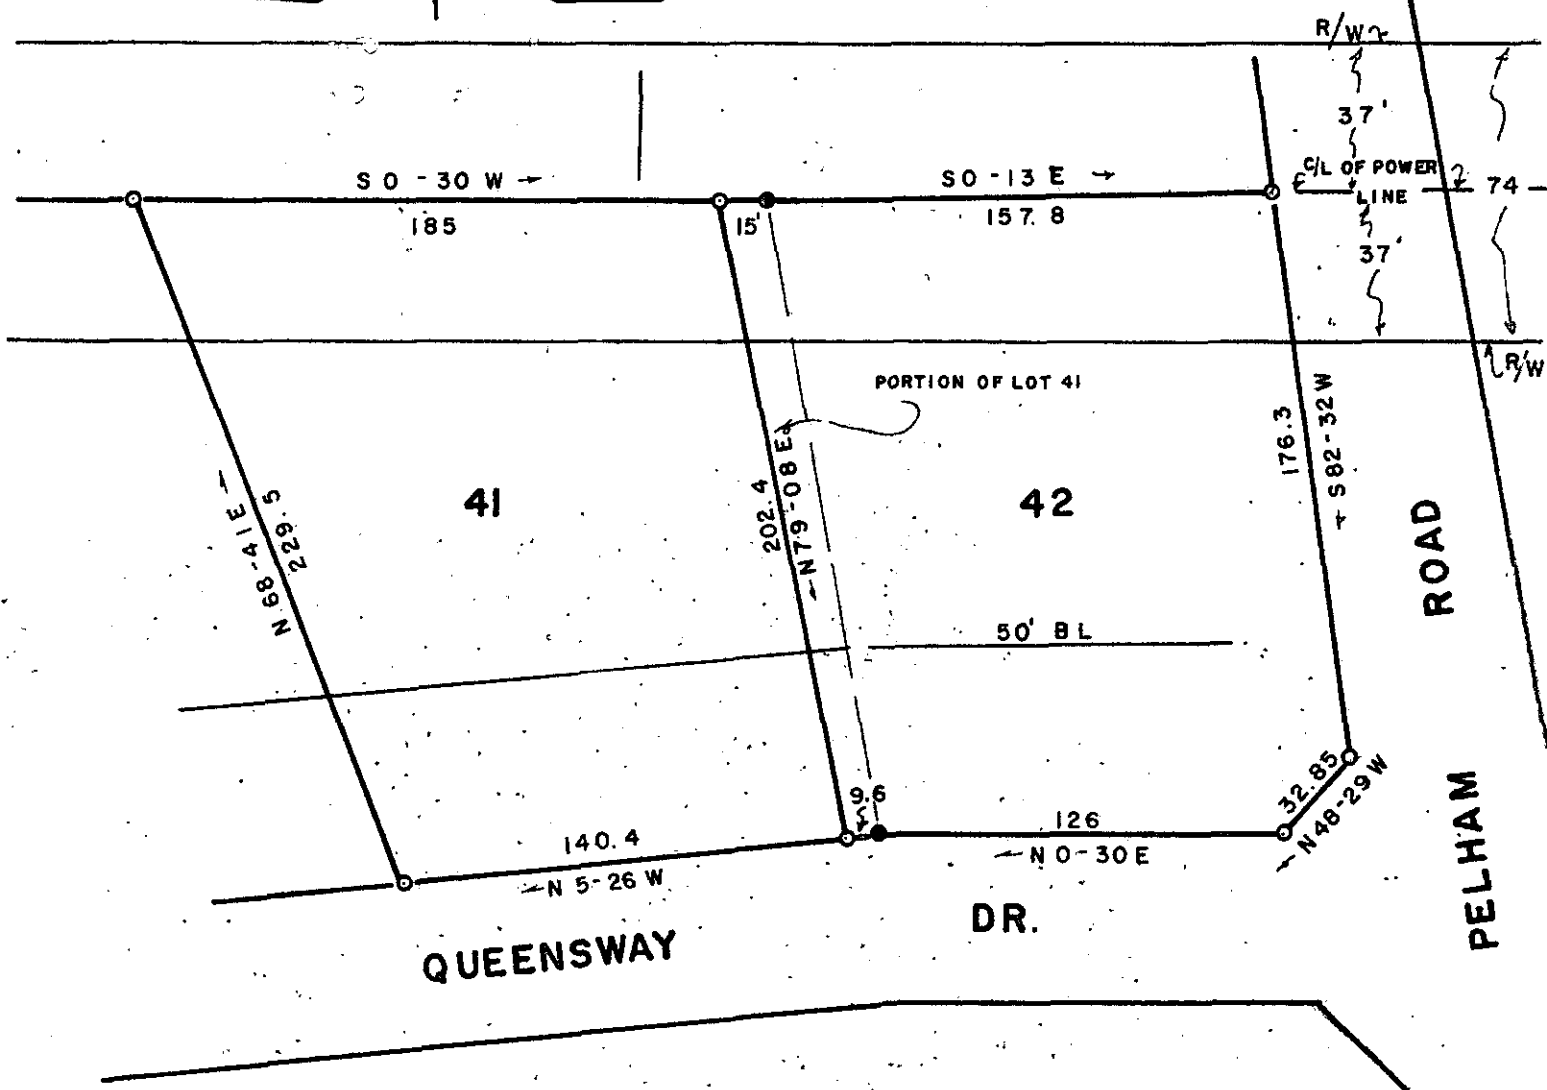 R/W
37'
S 0 - 30 W
S 0 - 13 E
C/L OF POWER
LINE
74
185
15'
157.8
37'
R/W
PORTION OF LOT 41
N 68-41 E
229.5
41
202.4
N 79-08 E
42
176.3
S 82-32 W
ROAD
50' BL
9.6
32.85
N 48-29 W
140.4
126
N 5-26 W
N 0-30 E
QUEENSWAY
DR.
PELHAM